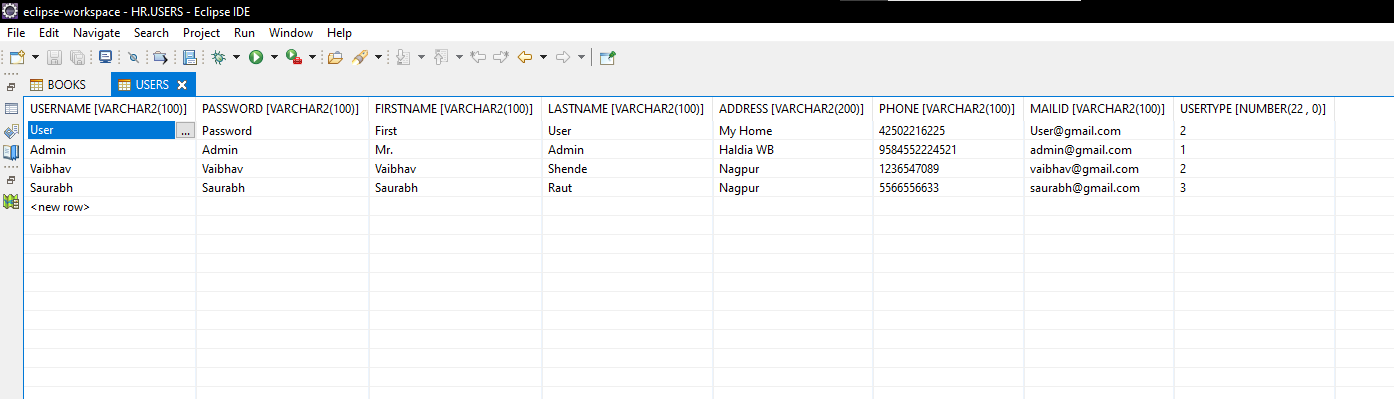 eclipse-workspace - HR.USERS - Eclipse IDE
File Edit Navigate Search Project Run Window Help
BOOKS USERS
USERNAME [VARCHAR2(100)] PASSWORD [VARCHAR2(100)] FIRSTNAME [VARCHAR2(100)] LASTNAME [VARCHAR2(100)] ADDRESS [VARCHAR2(200)] PHONE [VARCHAR2(100)] MAILID [VARCHAR2(100)] USERTYPE [NUMBER(22 , 0)]
User ... Password First User My Home 42502216225 User@gmail.com 2
Admin Admin Mr. Admin Haldia WB 9584552224521 admin@gmail.com 1
Vaibhav Vaibhav Vaibhav Shende Nagpur 1236547089 vaibhav@gmail.com 2
Saurabh Saurabh Saurabh Raut Nagpur 5566556633 saurabh@gmail.com 3
<new row>